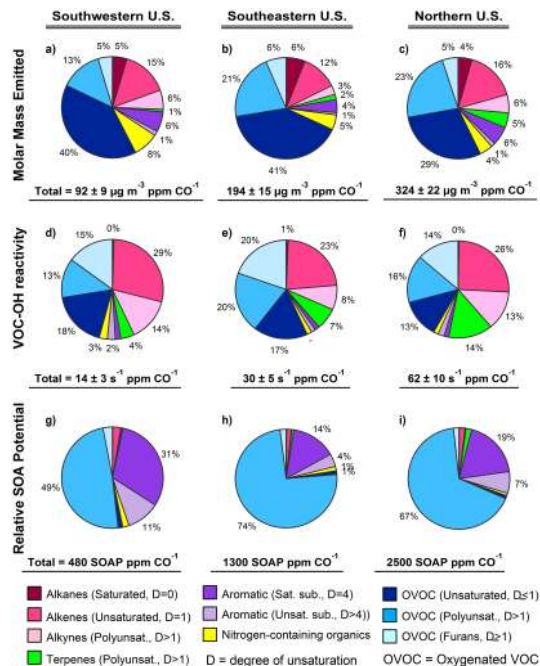 Southwestern U.S. Southeastern U.S. Northern U.S.
Molar Mass Emitted
a) 5% 5% 15% 6% 1% 6% 1% 8% 40% 13%
b) 6% 6% 12% 3% 2% 4% 1% 5% 41% 21%
c) 5% 4% 16% 6% 5% 6% 1% 4% 29% 23%
Total = 92 ± 9 µg m⁻³ ppm CO⁻¹ 194 ± 15 µg m⁻³ ppm CO⁻¹ 324 ± 22 µg m⁻³ ppm CO⁻¹
VOC-OH reactivity
d) 15% 0% 29% 14% 4% 2% 3% 18% 13%
e) 20% 1% 23% 8% 7% 17% 20%
f) 14% 0% 26% 13% 14% 13% 16%
Total = 14 ± 3 s⁻¹ ppm CO⁻¹ 30 ± 5 s⁻¹ ppm CO⁻¹ 62 ± 10 s⁻¹ ppm CO⁻¹
Relative SOA Potential
g) 31% 11% 49%
h) 14% 4% 1% 1% 74%
i) 19% 7% 67%
Total = 480 SOAP ppm CO⁻¹ 1300 SOAP ppm CO⁻¹ 2500 SOAP ppm CO⁻¹
Alkanes (Saturated, D=0) Aromatic (Sat. sub., D=4) OVOC (Unsaturated, D≤1)
Alkenes (Unsaturated, D=1) Aromatic (Unsat. sub., D>4)) OVOC (Polyunsat., D>1)
Alkynes (Polyunsat., D>1) Nitrogen-containing organics OVOC (Furans, D≥1)
Terpenes (Polyunsat., D>1) D = degree of unsaturation OVOC = Oxygenated VOC